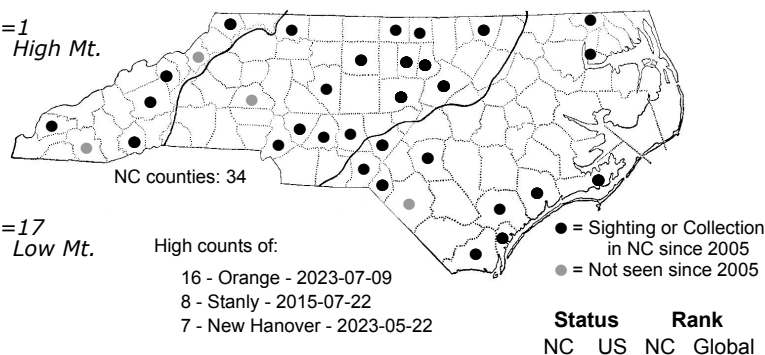 =1
High Mt.
NC counties: 34
=17
Low Mt.
High counts of:
16 - Orange - 2023-07-09
8 - Stanly - 2015-07-22
7 - New Hanover - 2023-05-22
● = Sighting or Collection
in NC since 2005
● = Not seen since 2005
Status Rank
NC US NC Global